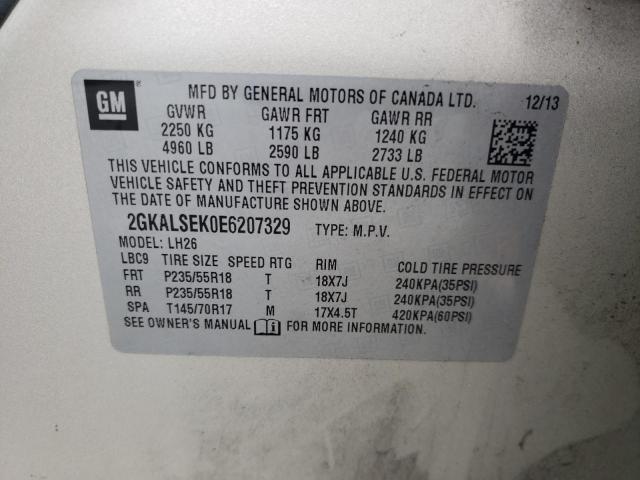 GM
®
MFD BY GENERAL MOTORS OF CANADA LTD. 12/13
GVWR GAWR FRT GAWR RR
2250 KG 1175 KG 1240 KG
4960 LB 2590 LB 2733 LB
THIS VEHICLE CONFORMS TO ALL APPLICABLE U.S. FEDERAL MOTOR
VEHICLE SAFETY AND THEFT PREVENTION STANDARDS IN EFFECT ON
THE DATE OF MANUFACTURE SHOWN ABOVE.
2GKALSEK0E6207329 TYPE: M.P.V.
MODEL: LH26
LBC9 TIRE SIZE SPEED RTG RIM COLD TIRE PRESSURE
FRT P235/55R18 T 18X7J 240KPA(35PSI)
RR P235/55R18 T 18X7J 240KPA(35PSI)
SPA T145/70R17 M 17X4.5T 420KPA(60PSI)
SEE OWNER'S MANUAL FOR MORE INFORMATION.